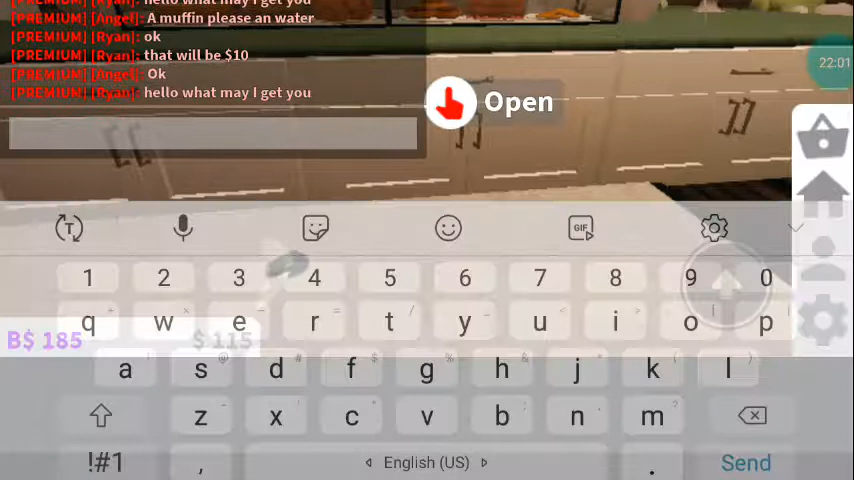 [PREMIUM] [Ryan]: hello what may I get you
[PREMIUM] [Angel]: A muffin please an water
[PREMIUM] [Ryan]: ok
[PREMIUM] [Ryan]: that will be $10
[PREMIUM] [Angel]: Ok
[PREMIUM] [Ryan]: hello what may I get you
22:01
Open
T
GIF
1 2 3 4 5 6 7 8 9 0
q w e r t y u i o p
B$ 185
$ 115
a s d f g h j k l
z x c v b n m
!#1 , English (US) . Send